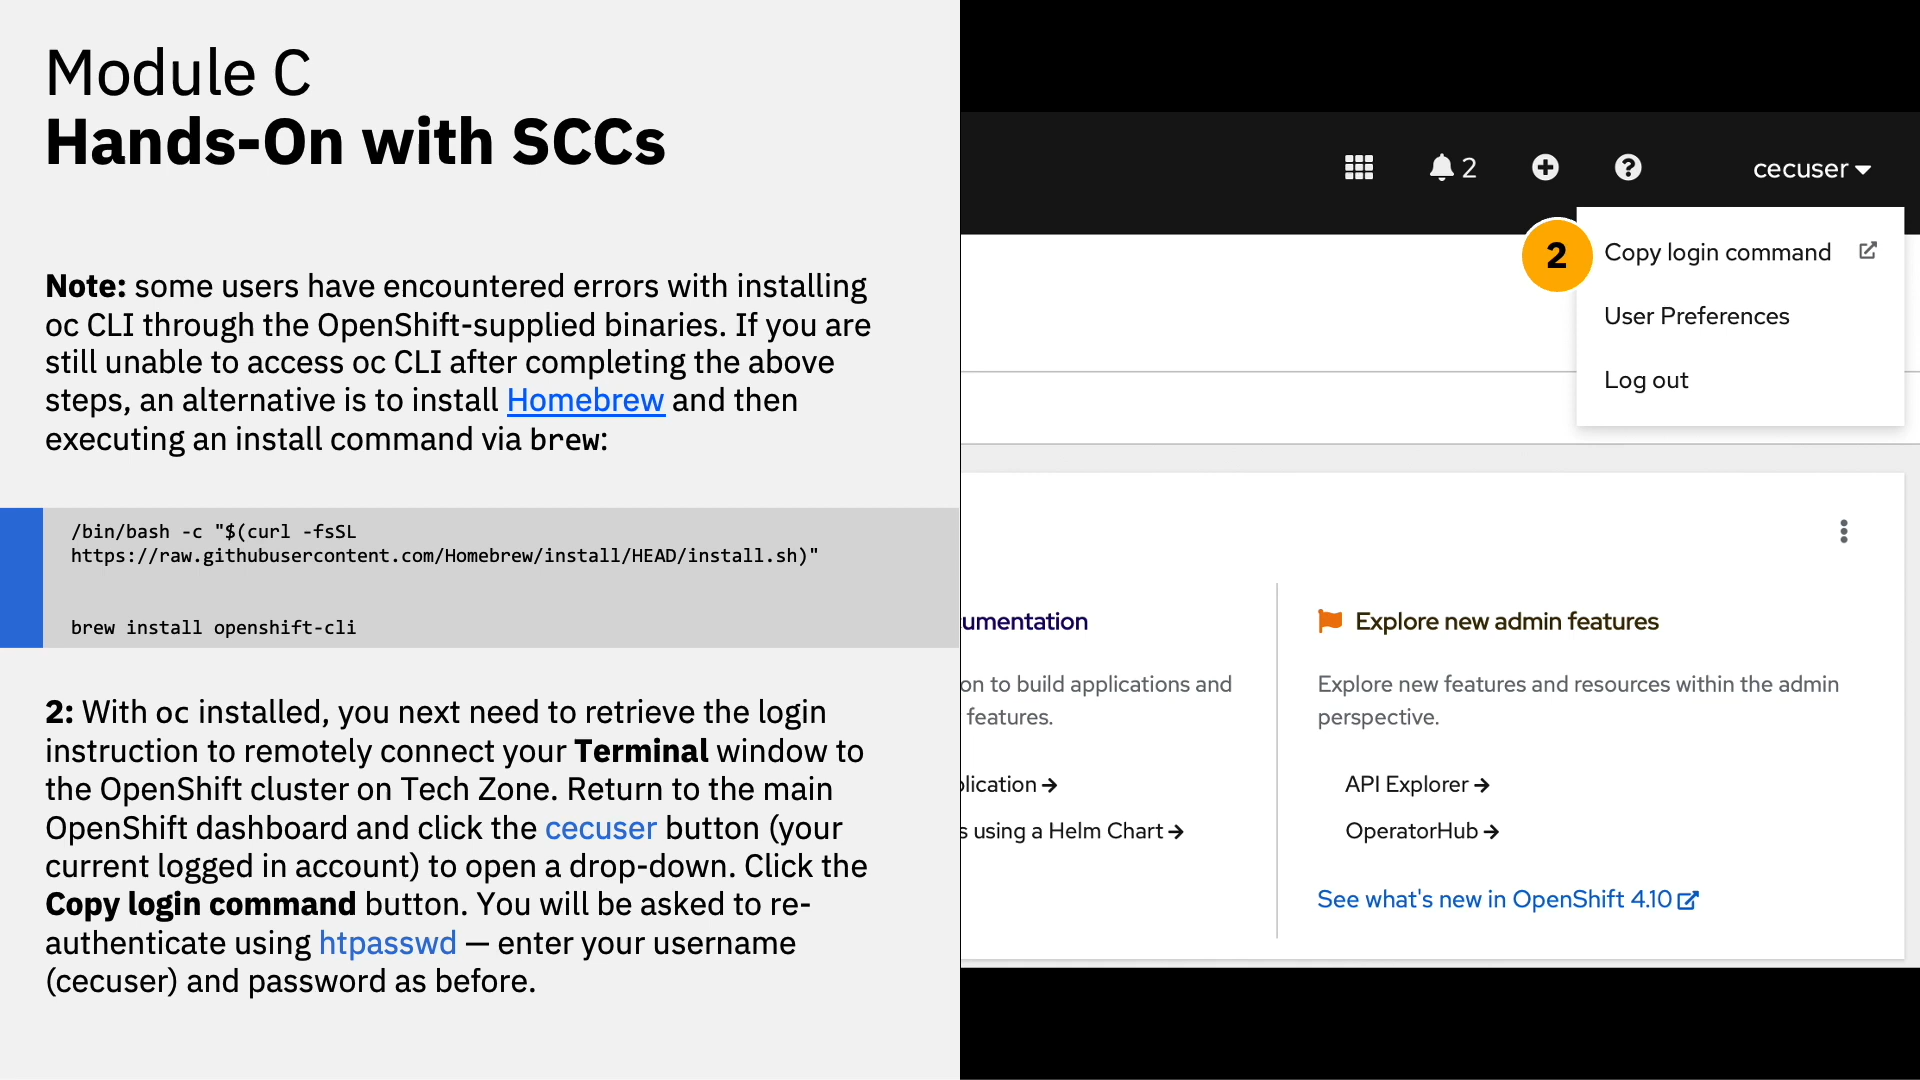 Module C
Hands-On with SCCs
Note: some users have encountered errors with installing
oc CLI through the OpenShift-supplied binaries. If you are
still unable to access oc CLI after completing the above
steps, an alternative is to install Homebrew and then
executing an install command via brew:
/bin/bash -c "$(curl -fsSL
https://raw.githubusercontent.com/Homebrew/install/HEAD/install.sh)"
brew install openshift-cli
2: With oc installed, you next need to retrieve the login
instruction to remotely connect your Terminal window to
the OpenShift cluster on Tech Zone. Return to the main
OpenShift dashboard and click the cecuser button (your
current logged in account) to open a drop-down. Click the
Copy login command button. You will be asked to re-
authenticate using htpasswd — enter your username
(cecuser) and password as before.
2
cecuser
2
Copy login command
User Preferences
Log out
umentation
on to build applications and
features.
lication
s using a Helm Chart
Explore new admin features
Explore new features and resources within the admin
perspective.
API Explorer
OperatorHub
See what's new in OpenShift 4.10